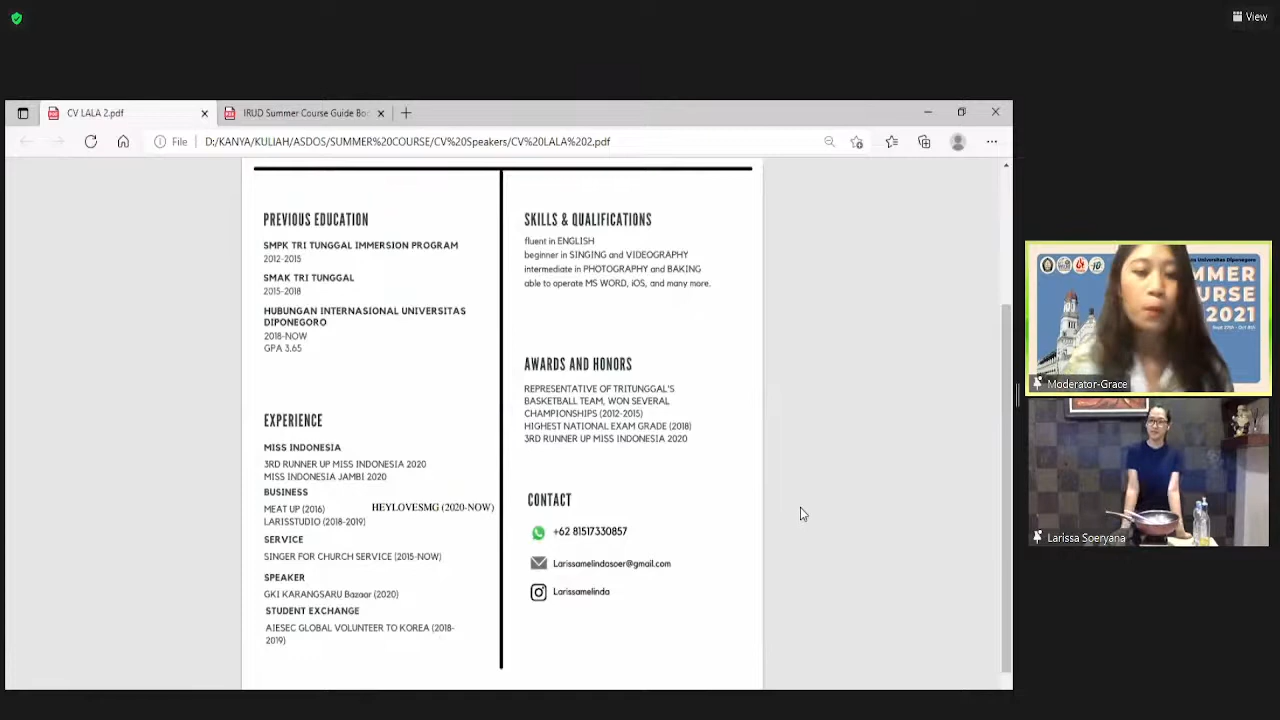 View
CV LALA 2.pdf
IRUD Summer Course Guide Bo
File
D:/KANYA/KULIAH/ASDOS/SUMMER%20COURSE/CV%20Speakers/CV%20LALA%202.pdf
PREVIOUS EDUCATION
SMPK TRI TUNGGAL IMMERSION PROGRAM
2012-2015
SMAK TRI TUNGGAL
2015-2018
HUBUNGAN INTERNASIONAL UNIVERSITAS
DIPONEGORO
2018-NOW
GPA 3.65
EXPERIENCE
MISS INDONESIA
3RD RUNNER UP MISS INDONESIA 2020
MISS INDONESIA JAMBI 2020
BUSINESS
MEAT UP (2016)
HEYLOVESMG (2020-NOW)
LARISSTUDIO (2018-2019)
SERVICE
SINGER FOR CHURCH SERVICE (2015-NOW)
SPEAKER
GKI KARANGSARU Bazaar (2020)
STUDENT EXCHANGE
AIESEC GLOBAL VOLUNTEER TO KOREA (2018-
2019)
SKILLS & QUALIFICATIONS
fluent in ENGLISH
beginner in SINGING and VIDEOGRAPHY
intermediate in PHOTOGRAPHY and BAKING
able to operate MS WORD, iOS, and many more.
AWARDS AND HONORS
REPRESENTATIVE OF TRITUNGGAL'S
BASKETBALL TEAM, WON SEVERAL
CHAMPIONSHIPS (2012-2015)
HIGHEST NATIONAL EXAM GRADE (2018)
3RD RUNNER UP MISS INDONESIA 2020
CONTACT
+62 81517330857
Larissamelindasoer@gmail.com
Larissamelinda
Universitas Diponegoro
MMER
URSE
2021
Moderator-Grace
Larissa Soeryana